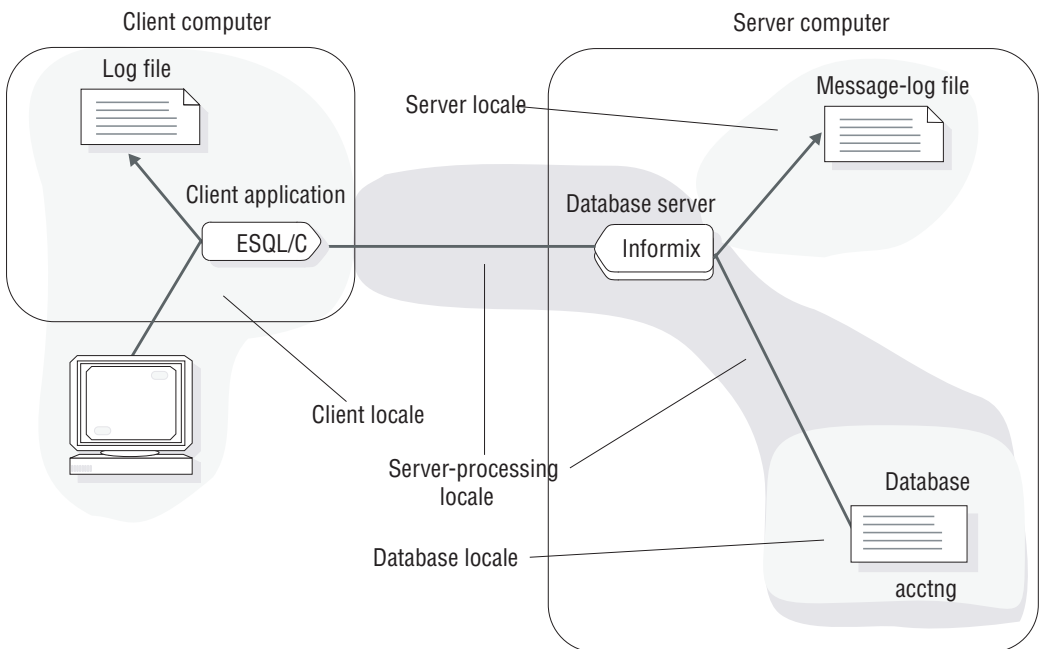 Client computer
Server computer
Log file
Message-log file
Server locale
Client application
Database server
ESQL/C
Informix
Client locale
Server-processing
locale
Database
Database locale
acctng